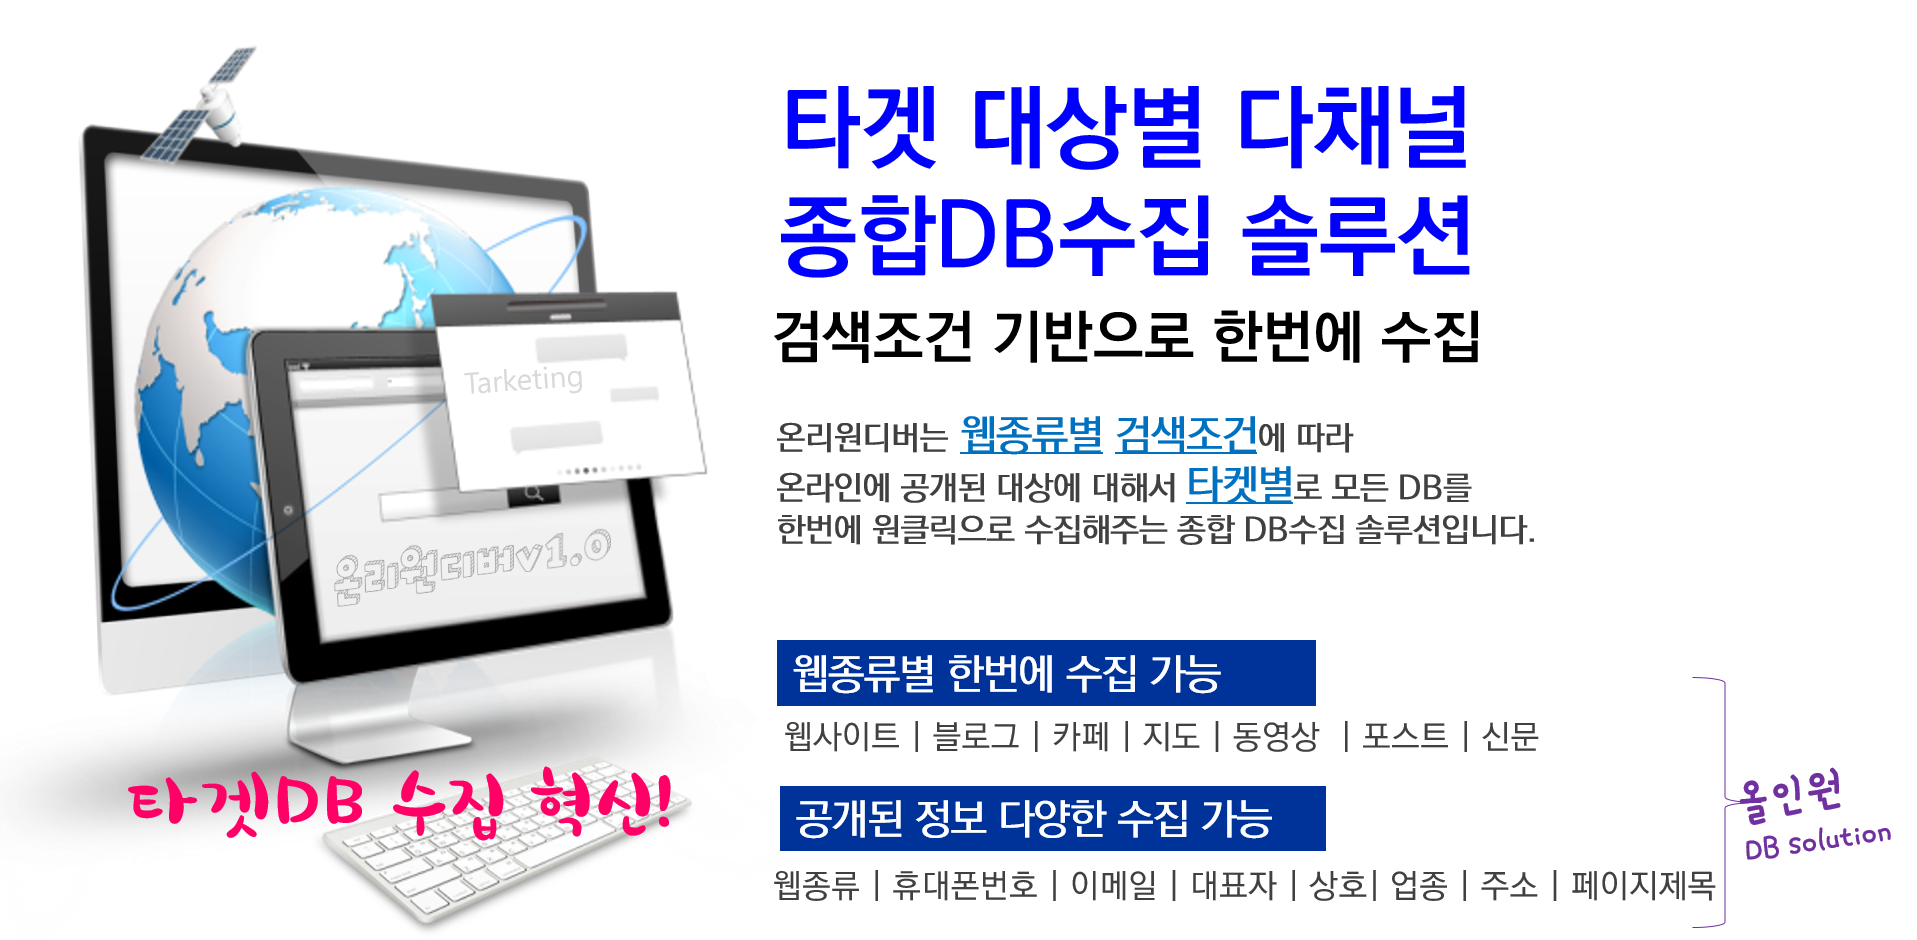 타겟 대상별 다채널
종합DB수집 솔루션
검색조건 기반으로 한번에 수집
온리원디버는 웹종류별 검색조건에 따라
온라인에 공개된 대상에 대해서 타켓별로 모든 DB를
한번에 원클릭으로 수집해주는 종합 DB수집 솔루션입니다.
Tarketing
온리원디버v1.0
타겟DB 수집 혁신!
웹종류별 한번에 수집 가능
웹사이트 | 블로그 | 카페 | 지도 | 동영상 | 포스트 | 신문
공개된 정보 다양한 수집 가능
웹종류 | 휴대폰번호 | 이메일 | 대표자 | 상호| 업종 | 주소 | 페이지제목
올인원
DB Solution